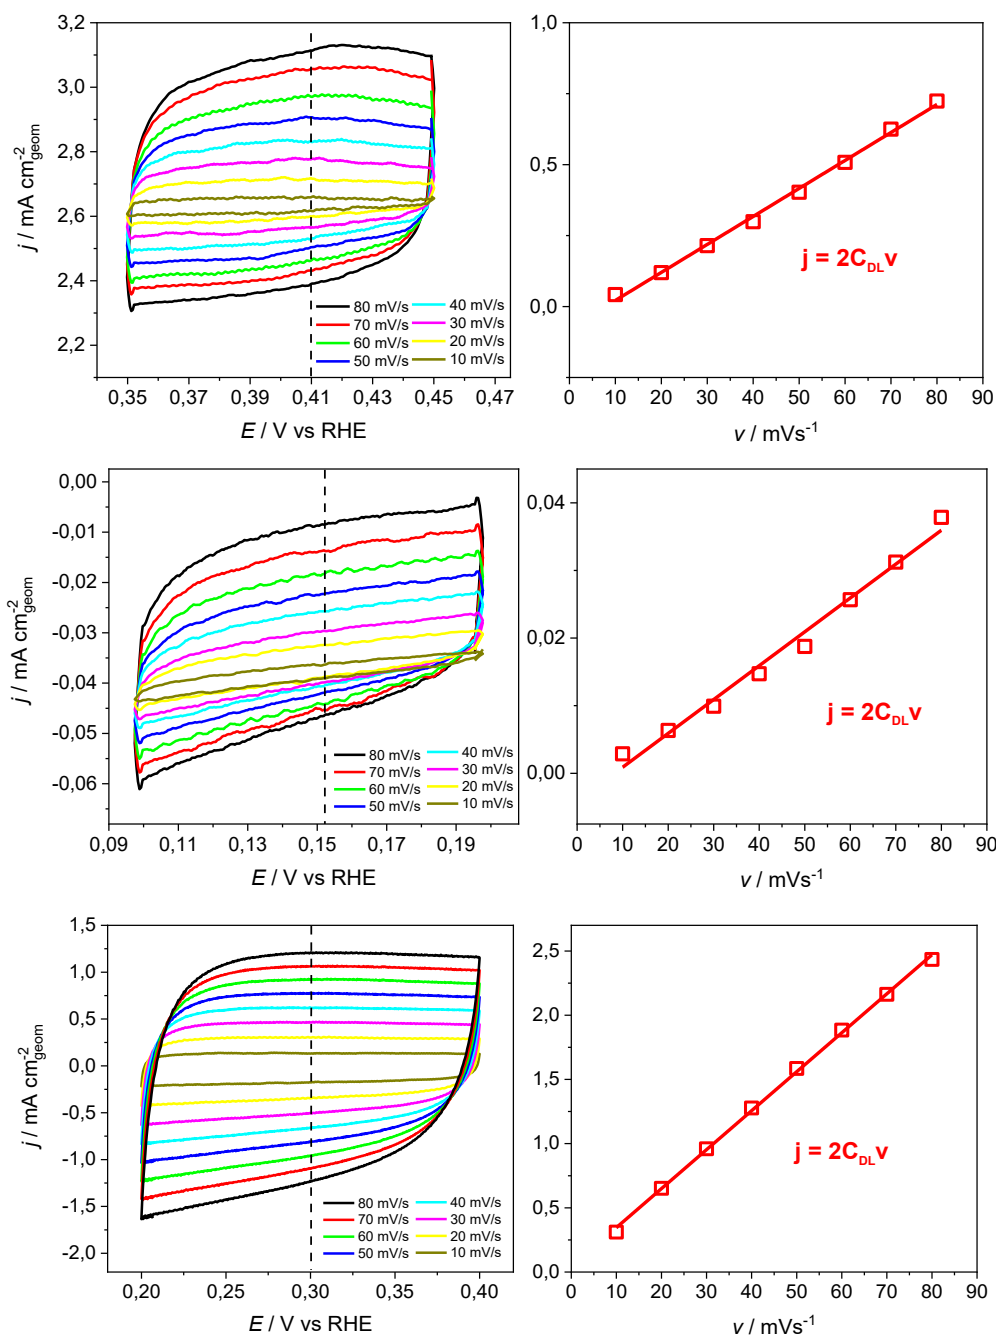 3,2
3,0
2,8
2,6
2,4
2,2
j / mA cm⁻²geom
0,35 0,37 0,39 0,41 0,43 0,45 0,47
E / V vs RHE
80 mV/s 40 mV/s
70 mV/s 30 mV/s
60 mV/s 20 mV/s
50 mV/s 10 mV/s
1,0
0,5
0,0
j = 2C_DL v
0 10 20 30 40 50 60 70 80 90
v / mVs⁻¹
0,00
-0,01
-0,02
-0,03
-0,04
-0,05
-0,06
j / mA cm⁻²geom
0,09 0,11 0,13 0,15 0,17 0,19
E / V vs RHE
80 mV/s 40 mV/s
70 mV/s 30 mV/s
60 mV/s 20 mV/s
50 mV/s 10 mV/s
0,04
0,02
0,00
j = 2C_DL v
0 10 20 30 40 50 60 70 80 90
v / mVs⁻¹
1,5
1,0
0,5
0,0
-0,5
-1,0
-1,5
-2,0
j / mA cm⁻²geom
0,20 0,25 0,30 0,35 0,40
E / V vs RHE
80 mV/s 40 mV/s
70 mV/s 30 mV/s
60 mV/s 20 mV/s
50 mV/s 10 mV/s
2,5
2,0
1,5
1,0
0,5
0,0
j = 2C_DL v
0 10 20 30 40 50 60 70 80 90
v / mVs⁻¹